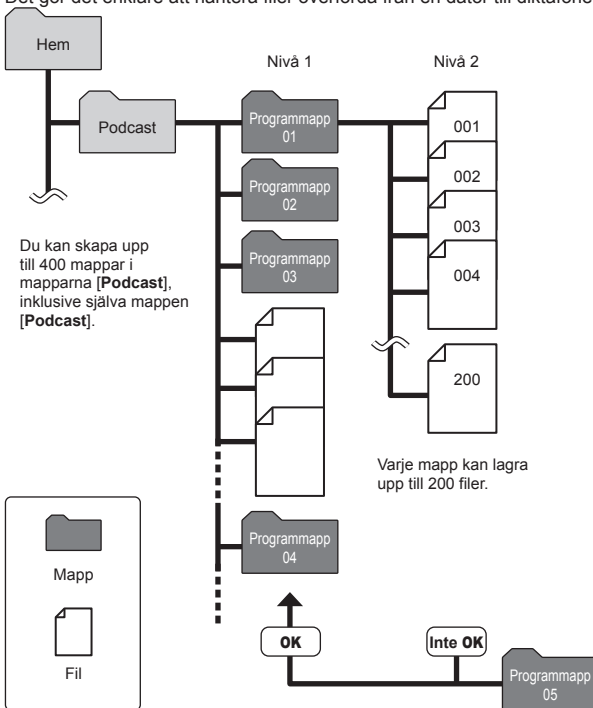 Det gör det enklare att hantera filer överförda från en dator till diktafone
Hem
Nivå 1
Nivå 2
Podcast
Programmapp
01
001
002
003
004
Programmapp
02
Programmapp
03
Du kan skapa upp
till 400 mappar i
mapparna [Podcast],
inklusive själva mappen
[Podcast].
200
Varje mapp kan lagra
upp till 200 filer.
Programmapp
04
Mapp
Fil
OK
Inte OK
Programmapp
05